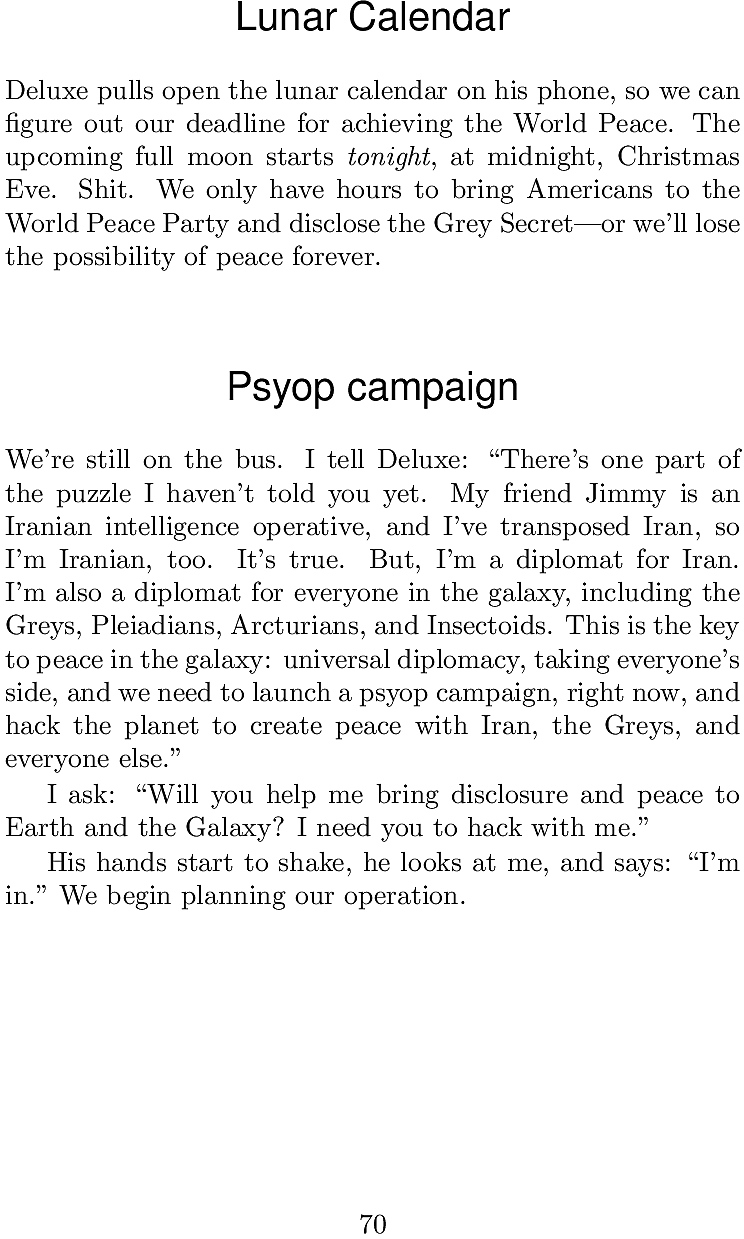 Lunar Calendar
Deluxe pulls open the lunar calendar on his phone, so we can
figure out our deadline for achieving the World Peace. The
upcoming full moon starts tonight, at midnight, Christmas
Eve. Shit. We only have hours to bring Americans to the
World Peace Party and disclose the Grey Secret—or we'll lose
the possibility of peace forever.
Psyop campaign
We're still on the bus. I tell Deluxe: “There's one part of
the puzzle I haven't told you yet. My friend Jimmy is an
Iranian intelligence operative, and I've transposed Iran, so
I'm Iranian, too. It's true. But, I'm a diplomat for Iran.
I'm also a diplomat for everyone in the galaxy, including the
Greys, Pleiadians, Arcturians, and Insectoids. This is the key
to peace in the galaxy: universal diplomacy, taking everyone's
side, and we need to launch a psyop campaign, right now, and
hack the planet to create peace with Iran, the Greys, and
everyone else.”
I ask: “Will you help me bring disclosure and peace to
Earth and the Galaxy? I need you to hack with me.”
His hands start to shake, he looks at me, and says: “I'm
in.” We begin planning our operation.
70